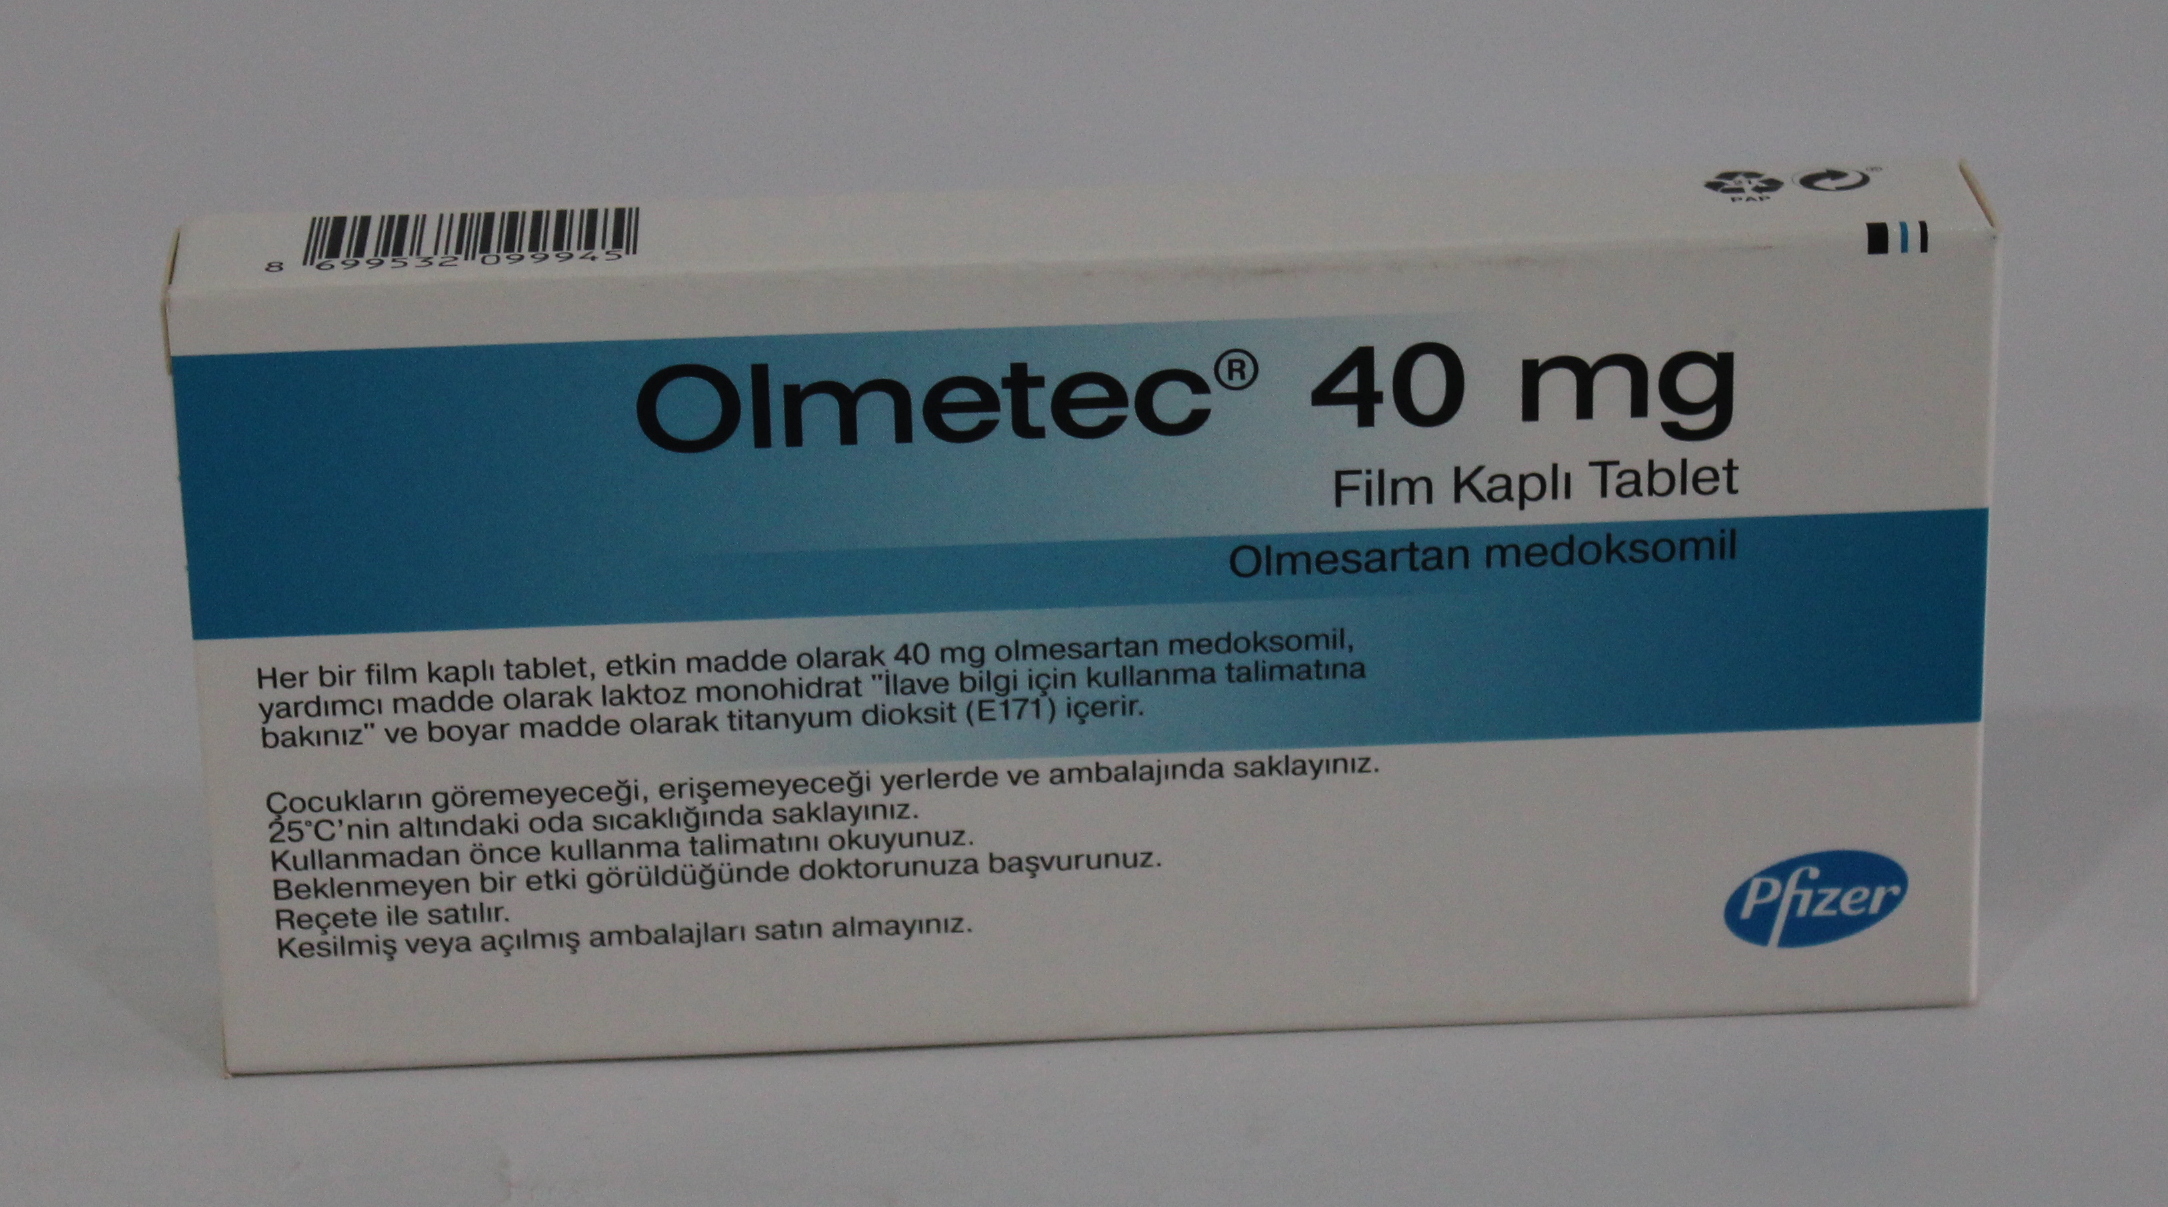 8 699532 099945
21
PAP
Olmetec® 40 mg
Film Kaplı Tablet
Olmesartan medoksomil
Her bir film kaplı tablet, etkin madde olarak 40 mg olmesartan medoksomil,
yardımcı madde olarak laktoz monohidrat "İlave bilgi için kullanma talimatına
bakınız" ve boyar madde olarak titanyum dioksit (E171) içerir.
Çocukların göremeyeceği, erişemeyeceği yerlerde ve ambalajında saklayınız.
25°C'nin altındaki oda sıcaklığında saklayınız.
Kullanmadan önce kullanma talimatını okuyunuz.
Beklenmeyen bir etki görüldüğünde doktorunuza başvurunuz.
Reçete ile satılır.
Kesilmiş veya açılmış ambalajları satın almayınız.
Pfizer